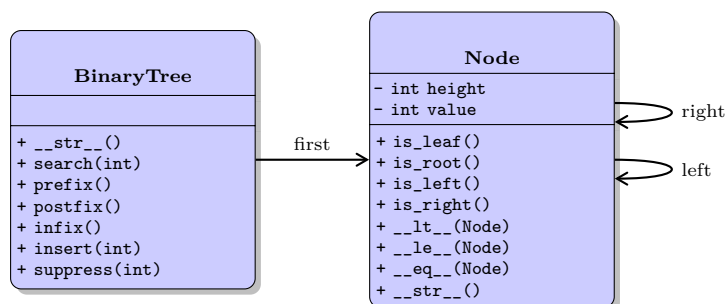 BinaryTree
+ __str__()
+ search(int)
+ prefix()
+ postfix()
+ infix()
+ insert(int)
+ suppress(int)
first
Node
- int height
- int value
+ is_leaf()
+ is_root()
+ is_left()
+ is_right()
+ __lt__(Node)
+ __le__(Node)
+ __eq__(Node)
+ __str__()
right
left